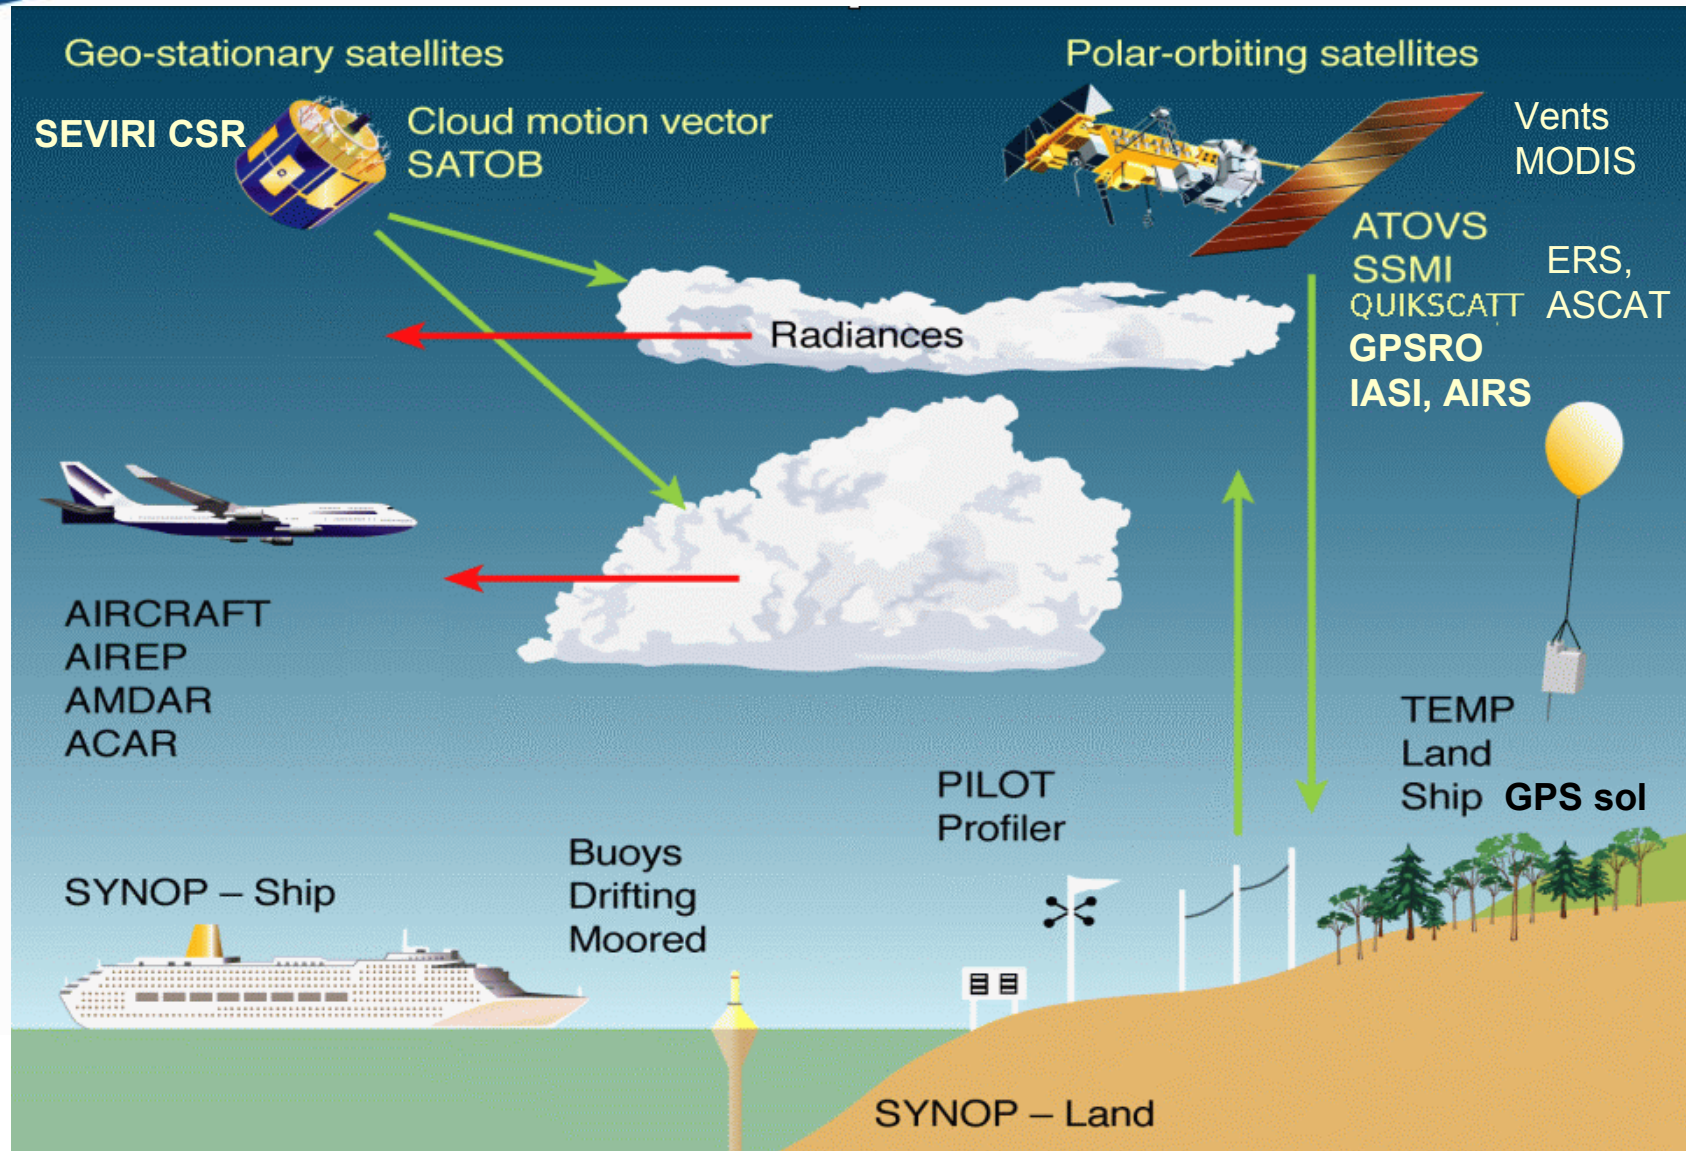 Geo-stationary satellites
SEVIRI CSR
Cloud motion vector
SATOB
Polar-orbiting satellites
Vents
MODIS
ATOVS
SSMI
QUIKSCATT
GPSRO
IASI, AIRS
ERS,
ASCAT
Radiances
AIRCRAFT
AIREP
AMDAR
ACAR
TEMP
Land
Ship
GPS sol
PILOT
Profiler
Buoys
Drifting
Moored
SYNOP – Ship
SYNOP – Land